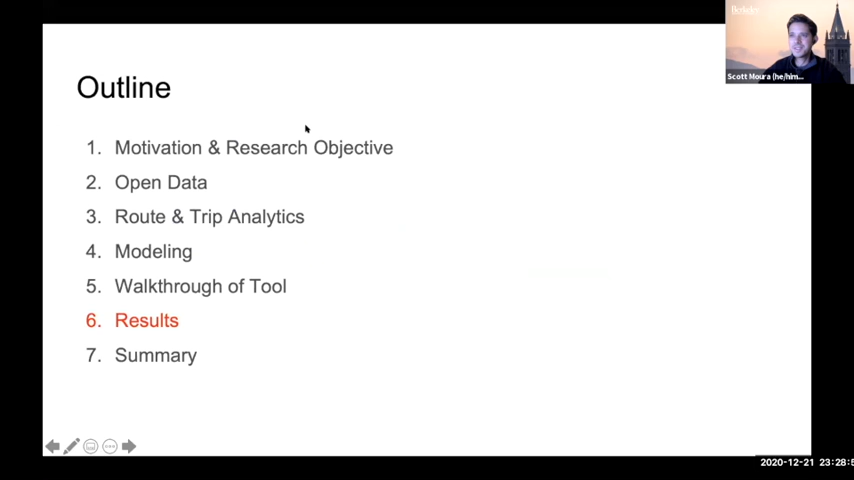 Berkeley
Scott Moura (he/him...
Outline
1. Motivation & Research Objective
2. Open Data
3. Route & Trip Analytics
4. Modeling
5. Walkthrough of Tool
6. Results
7. Summary
2020-12-21 23:28:5